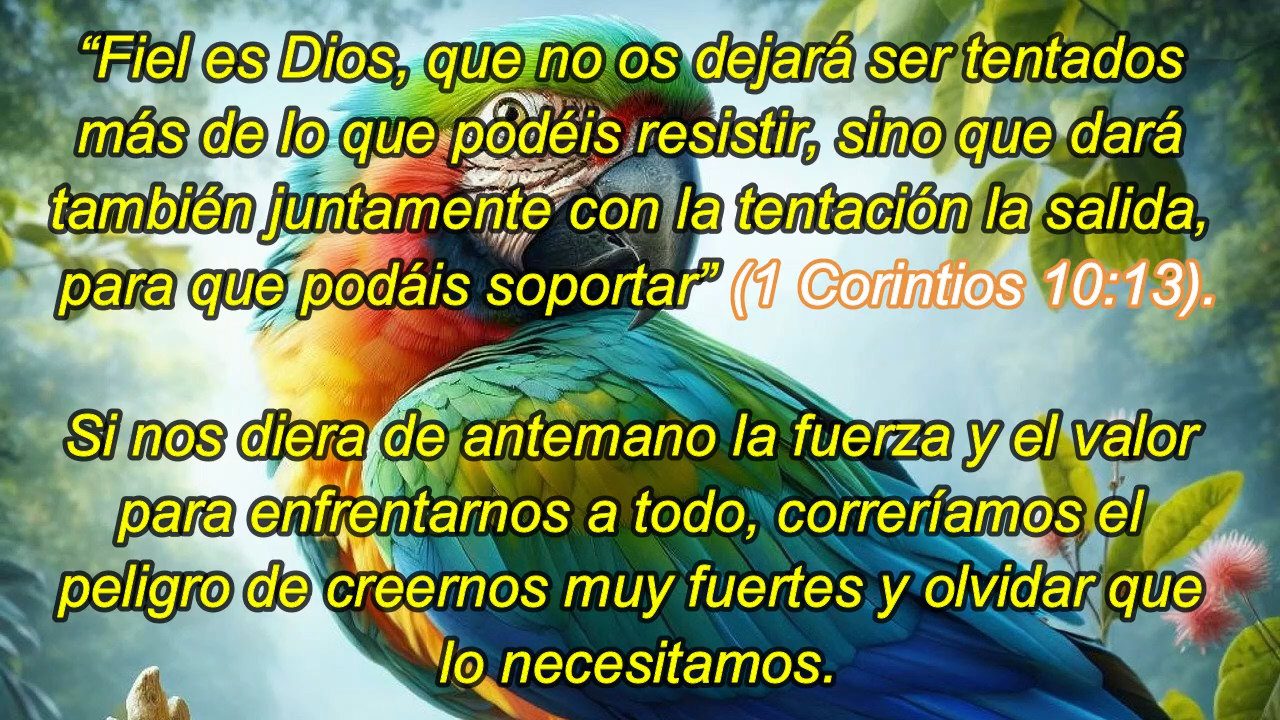 “Fiel es Dios, que no os dejará ser tentados
más de lo que podéis resistir, sino que dará
también juntamente con la tentación la salida,
para que podáis soportar” (1 Corintios 10:13).
Si nos diera de antemano la fuerza y el valor
para enfrentarnos a todo, correríamos el
peligro de creernos muy fuertes y olvidar que
lo necesitamos.